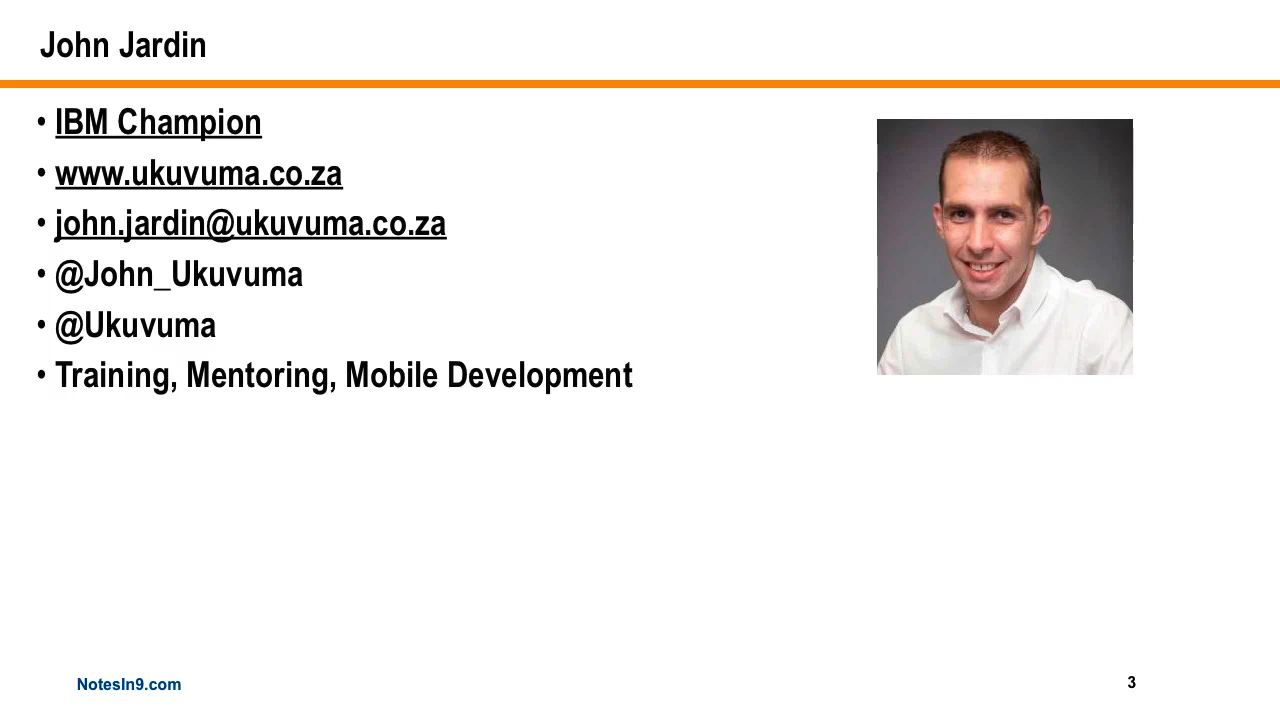 John Jardin
• IBM Champion
• www.ukuvuma.co.za
• john.jardin@ukuvuma.co.za
• @John_Ukuvuma
• @Ukuvuma
• Training, Mentoring, Mobile Development
NotesIn9.com
3